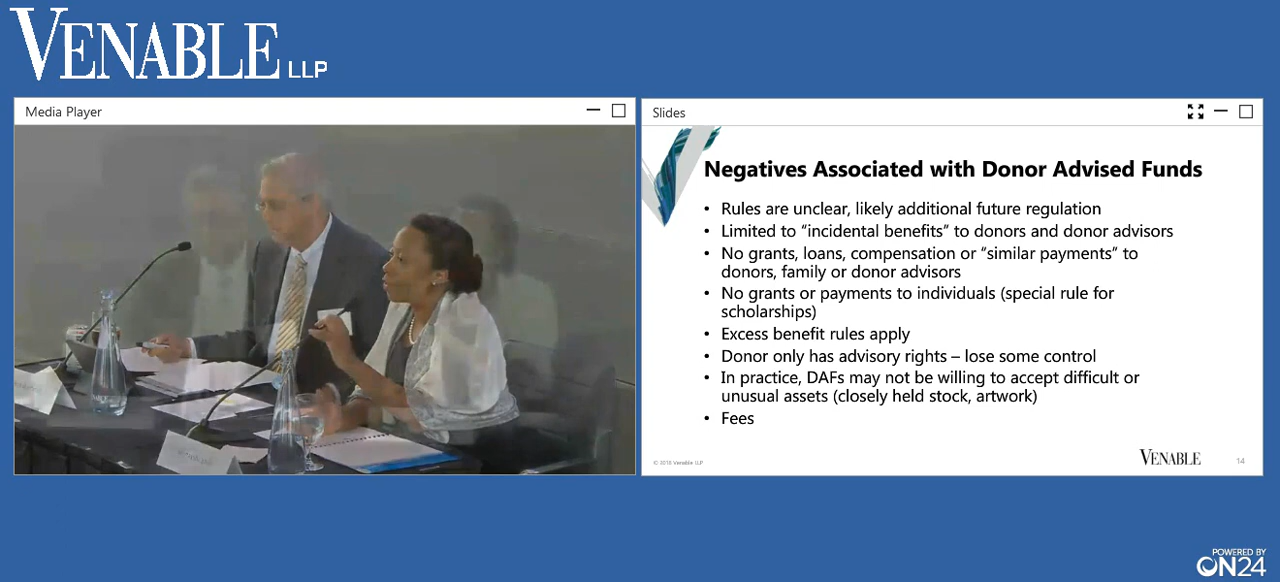 VENABLE LLP
Media Player
Slides
Negatives Associated with Donor Advised Funds
• Rules are unclear, likely additional future regulation
• Limited to “incidental benefits” to donors and donor advisors
• No grants, loans, compensation or “similar payments” to
donors, family or donor advisors
• No grants or payments to individuals (special rule for
scholarships)
• Excess benefit rules apply
• Donor only has advisory rights – lose some control
• In practice, DAFs may not be willing to accept difficult or
unusual assets (closely held stock, artwork)
• Fees
© 2018 Venable LLP
VENABLE
14
POWERED BY
ON24